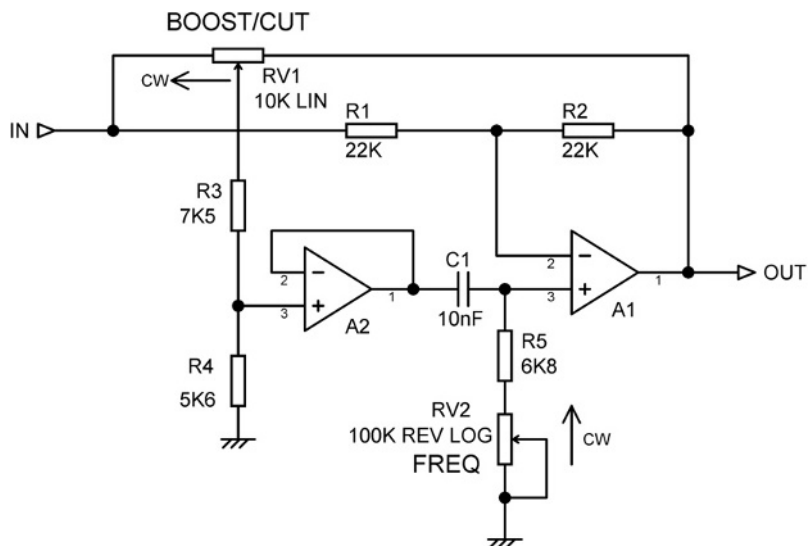 BOOST/CUT
CW
RV1
10K LIN
IN
R1
22K
R2
22K
R3
7K5
2
3
1
A2
C1
10nF
2
3
1
A1
OUT
R4
5K6
R5
6K8
RV2
100K REV LOG
FREQ
CW